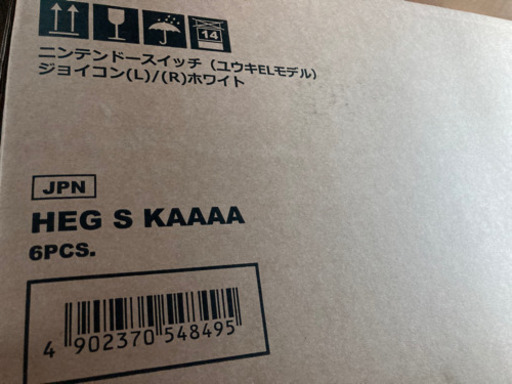 14
ニンテンドースイッチ（ユウキELモデル）
ジョイコン(L)/(R)ホワイト
JPN
HEG S KAAAA
6PCS.
4 902370 548495